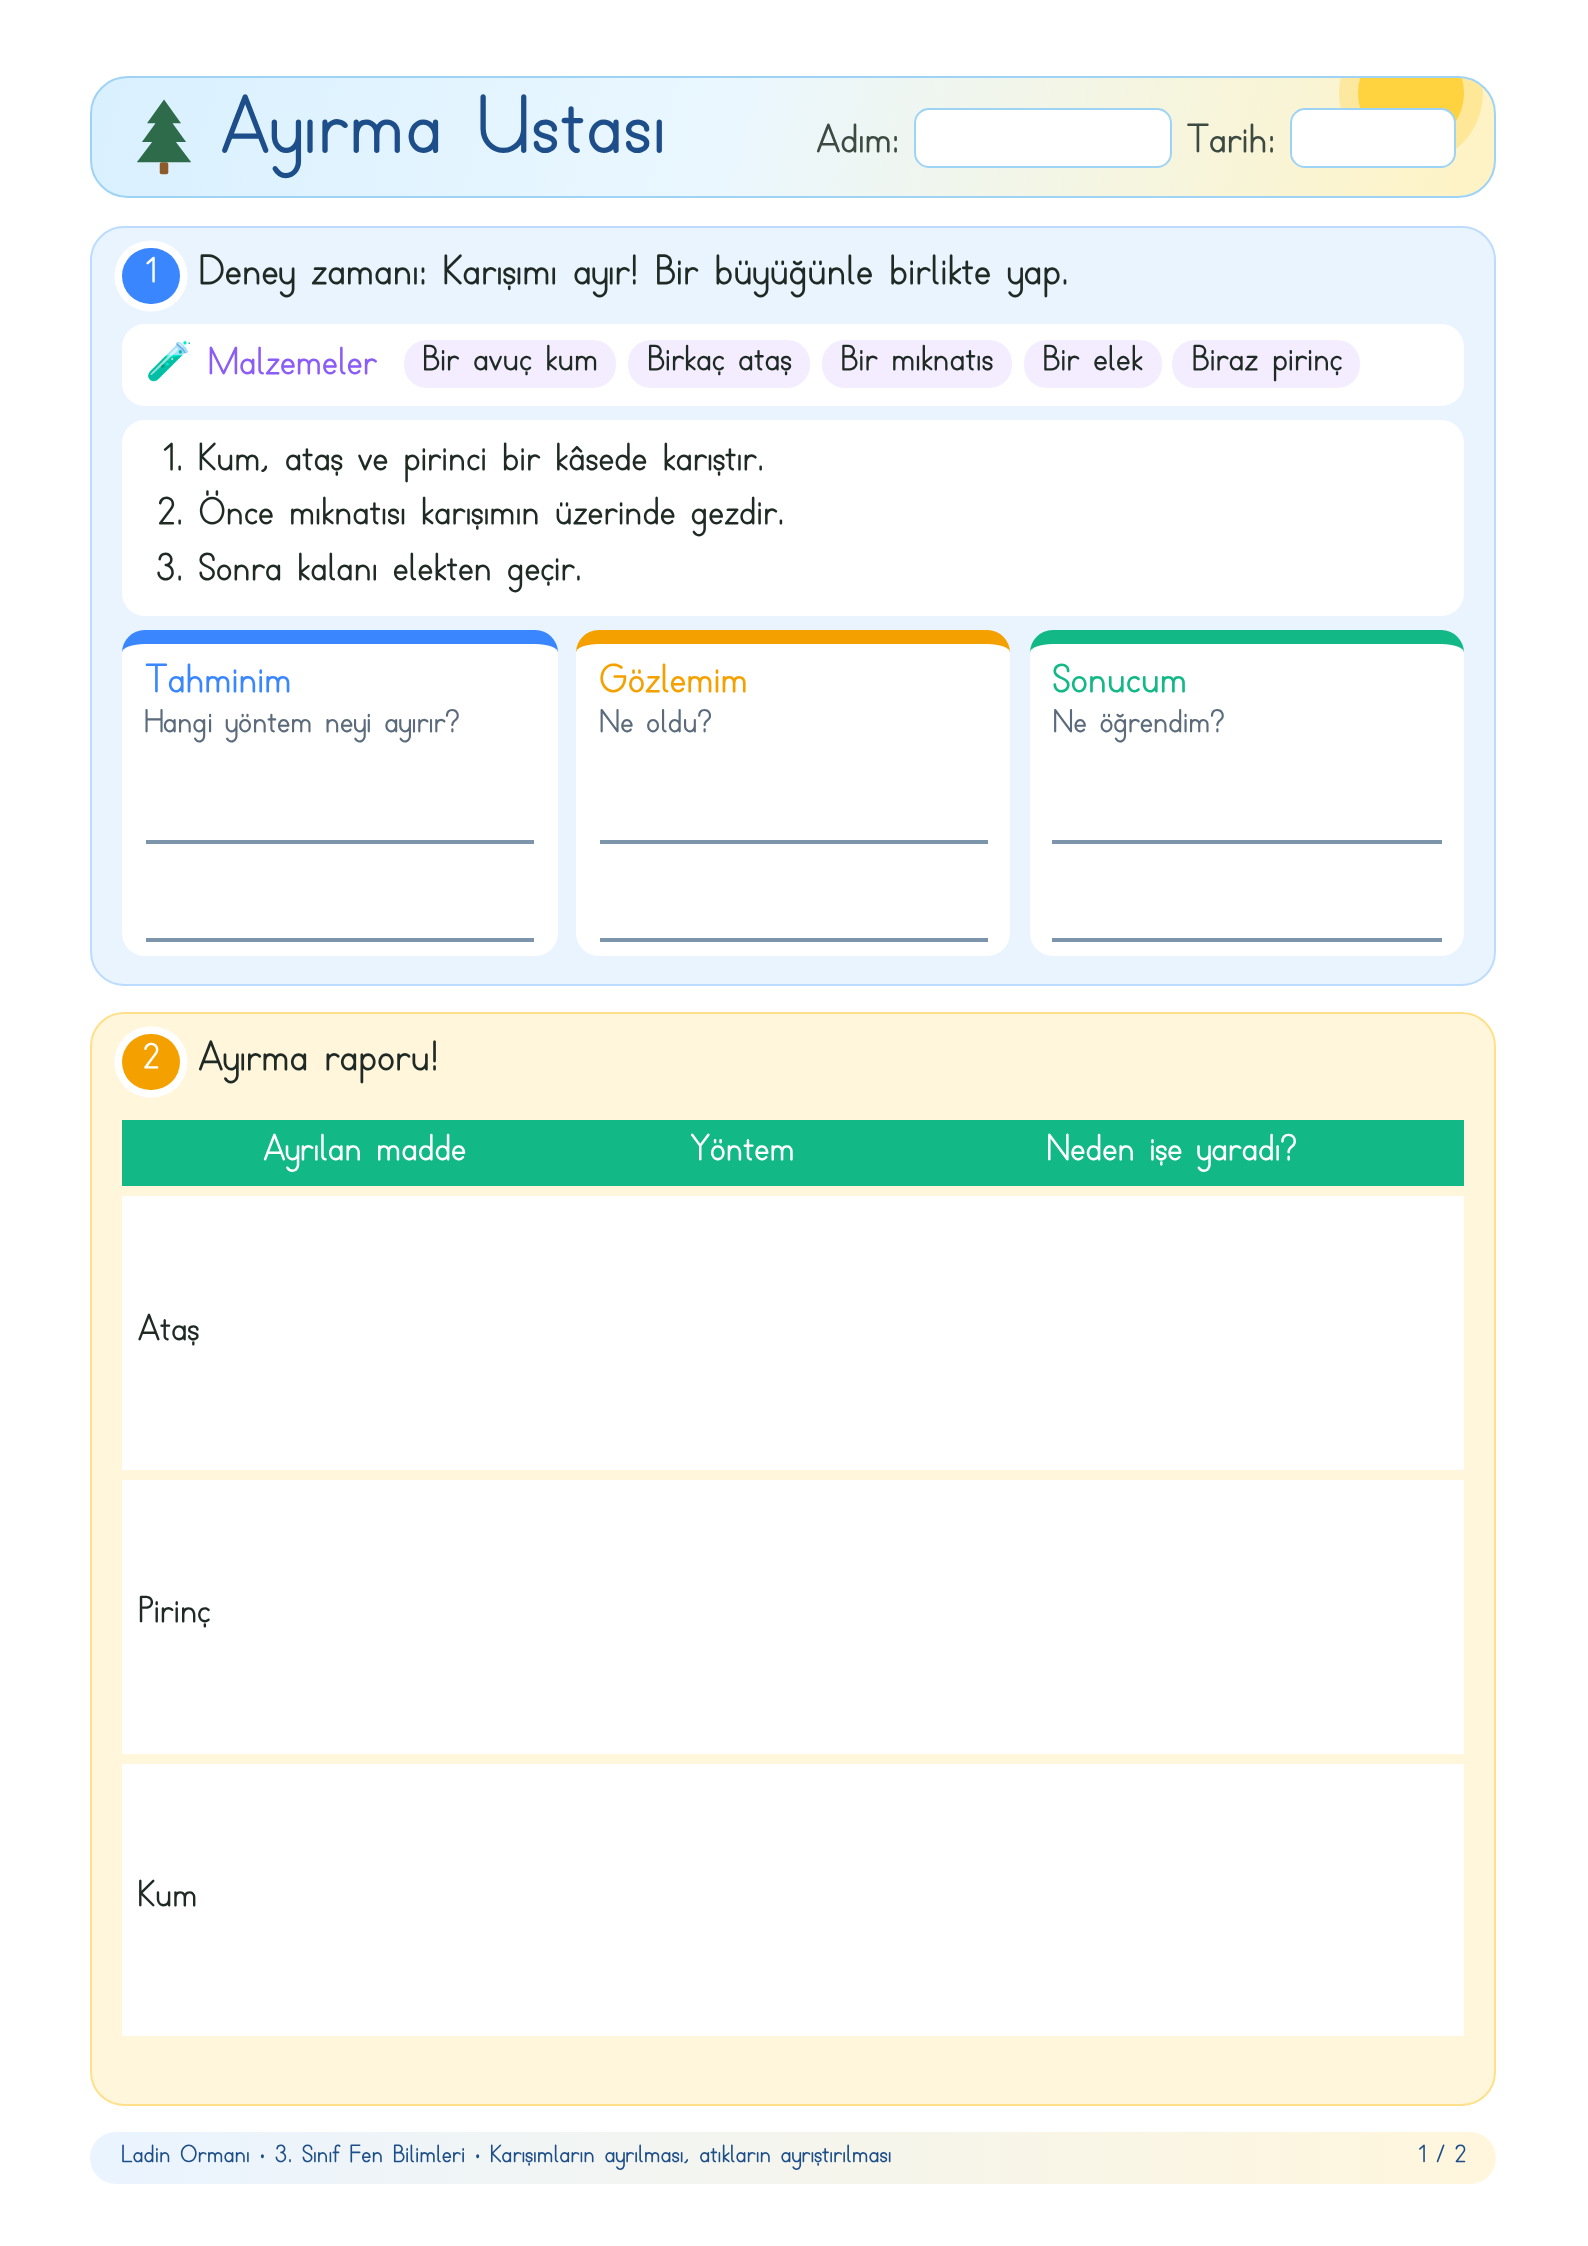 Ayırma Ustası
Adım:
Tarih:
1
Deney zamanı: Karışımı ayır! Bir büyüğünle birlikte yap.
Malzemeler
Bir avuç kum
Birkaç ataş
Bir mıknatıs
Bir elek
Biraz pirinç
1. Kum, ataş ve pirinci bir kâsede karıştır.
2. Önce mıknatısı karışımın üzerinde gezdir.
3. Sonra kalanı elekten geçir.
Tahminim
Hangi yöntem neyi ayırır?
Gözlemim
Ne oldu?
Sonucum
Ne öğrendim?
2
Ayırma raporu!
Ayrılan madde
Yöntem
Neden işe yaradı?
Ataş
Pirinç
Kum
Ladin Ormanı • 3. Sınıf Fen Bilimleri • Karışımların ayrılması, atıkların ayrıştırılması
1 / 2